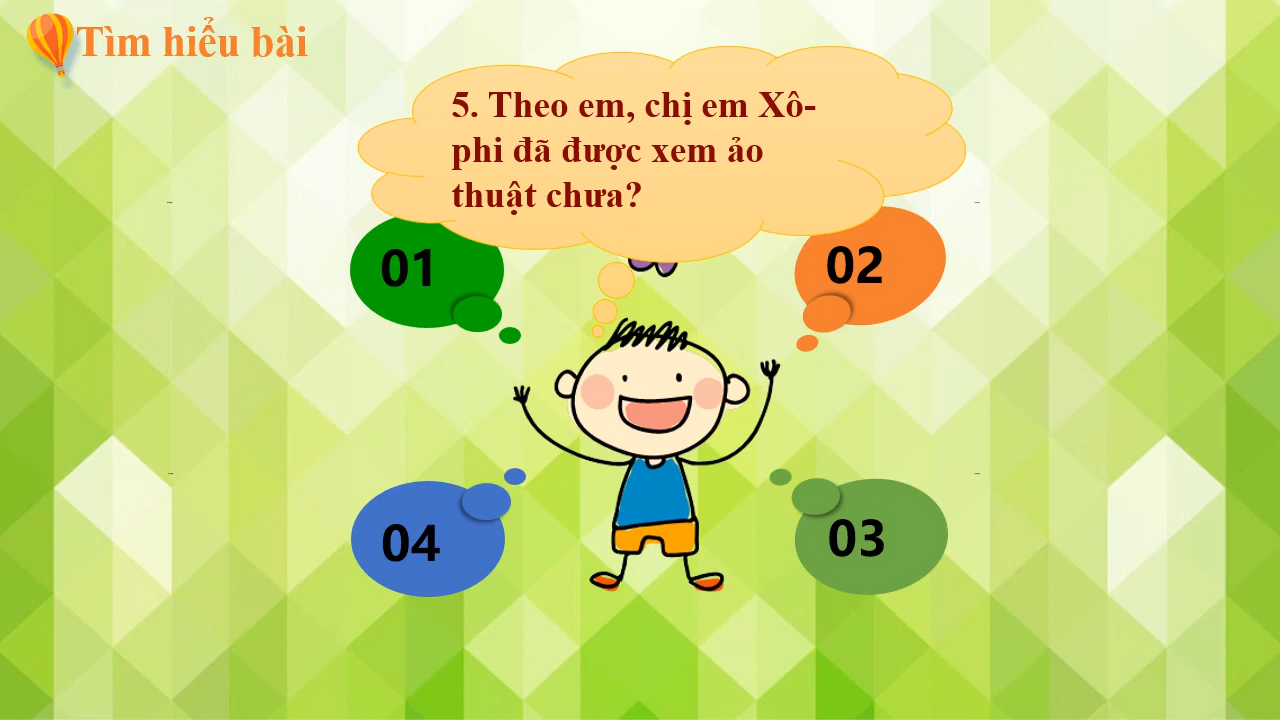 Tìm hiểu bài
5. Theo em, chị em Xô-
phi đã được xem ảo
thuật chưa?
01
02
04
03